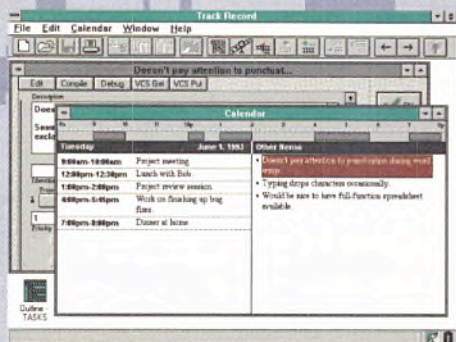 Track Record
File Edit Calendar Window Help
Doesn't pay attention to punctuat...
Edit Compile Debug VCS Get VCS Put
Description
Calendar
Tuesday June 1, 1993 Other Items
9:00am-10:00am Project meeting.
12:00pm-12:30pm Lunch with Bob.
1:00pm-2:00pm Project review session.
4:00pm-5:45pm Work on finishing up bug
fixes.
7:00pm-8:00pm Dinner at home
• Doesn't pay attention to punctuation during word
wrap.
• Typing drops characters occasionally.
• Would be nice to have full-function spreadsheet
available.
1
Priority
Outline -
TASKS